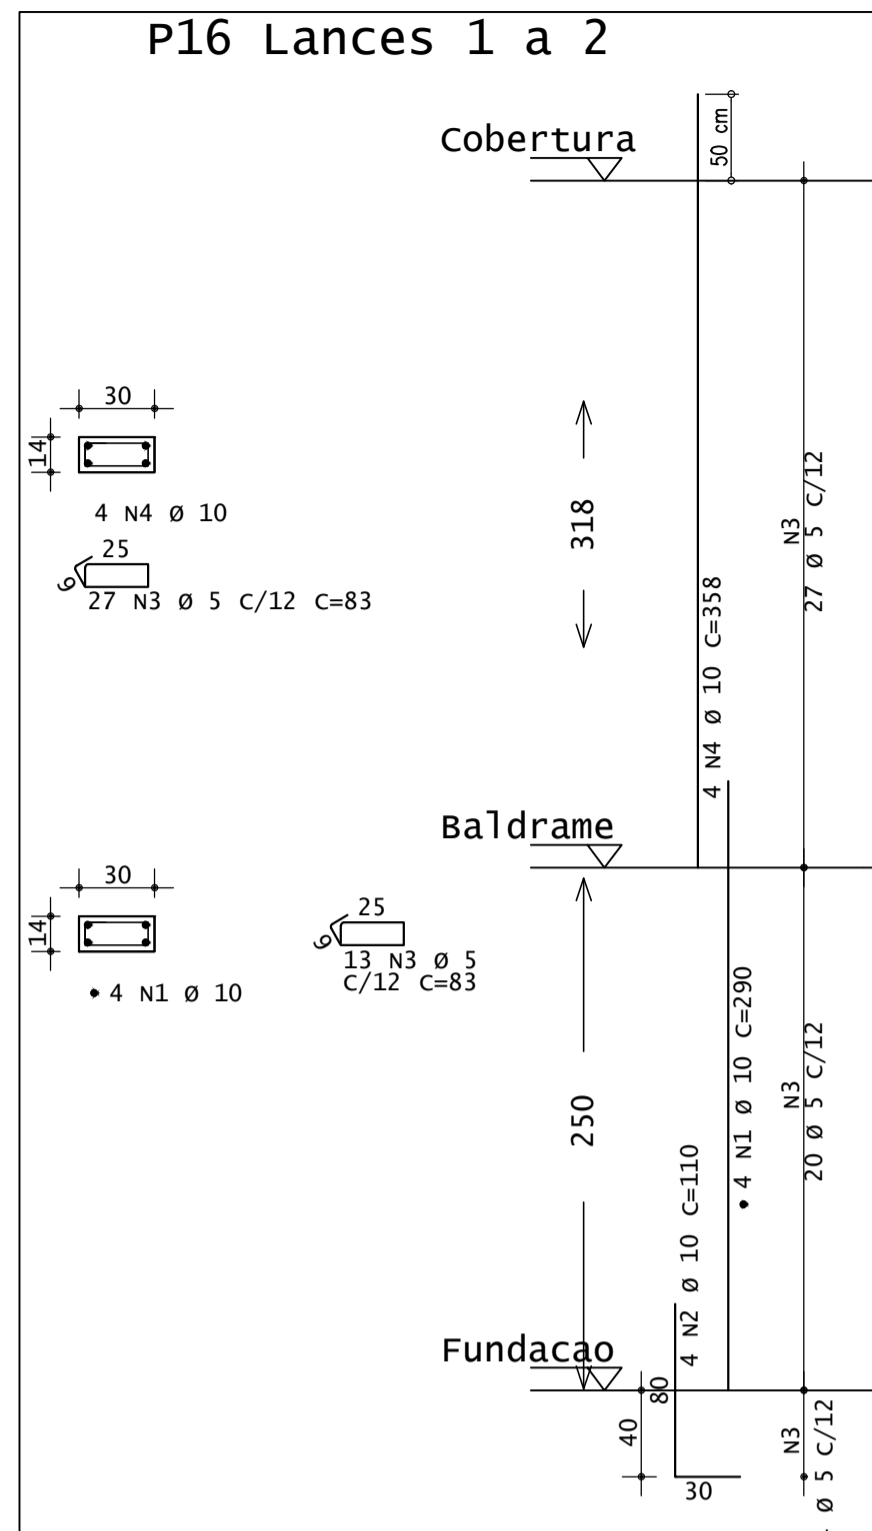 P16 Lances 1 a 2
Cobertura
50 cm
30
14
4 N4 Ø 10
25
9
27 N3 Ø 5 C/12 C=83
318
4 N4 Ø 10 C=358
N3
27 Ø 5 C/12
Baldrame
30
14
• 4 N1 Ø 10
25
9
13 N3 Ø 5
C/12 C=83
250
• 4 N1 Ø 10 C=290
N3
20 Ø 5 C/12
4 N2 Ø 10 C=110
Fundacao
80
40
30
N3
Ø 5 C/12